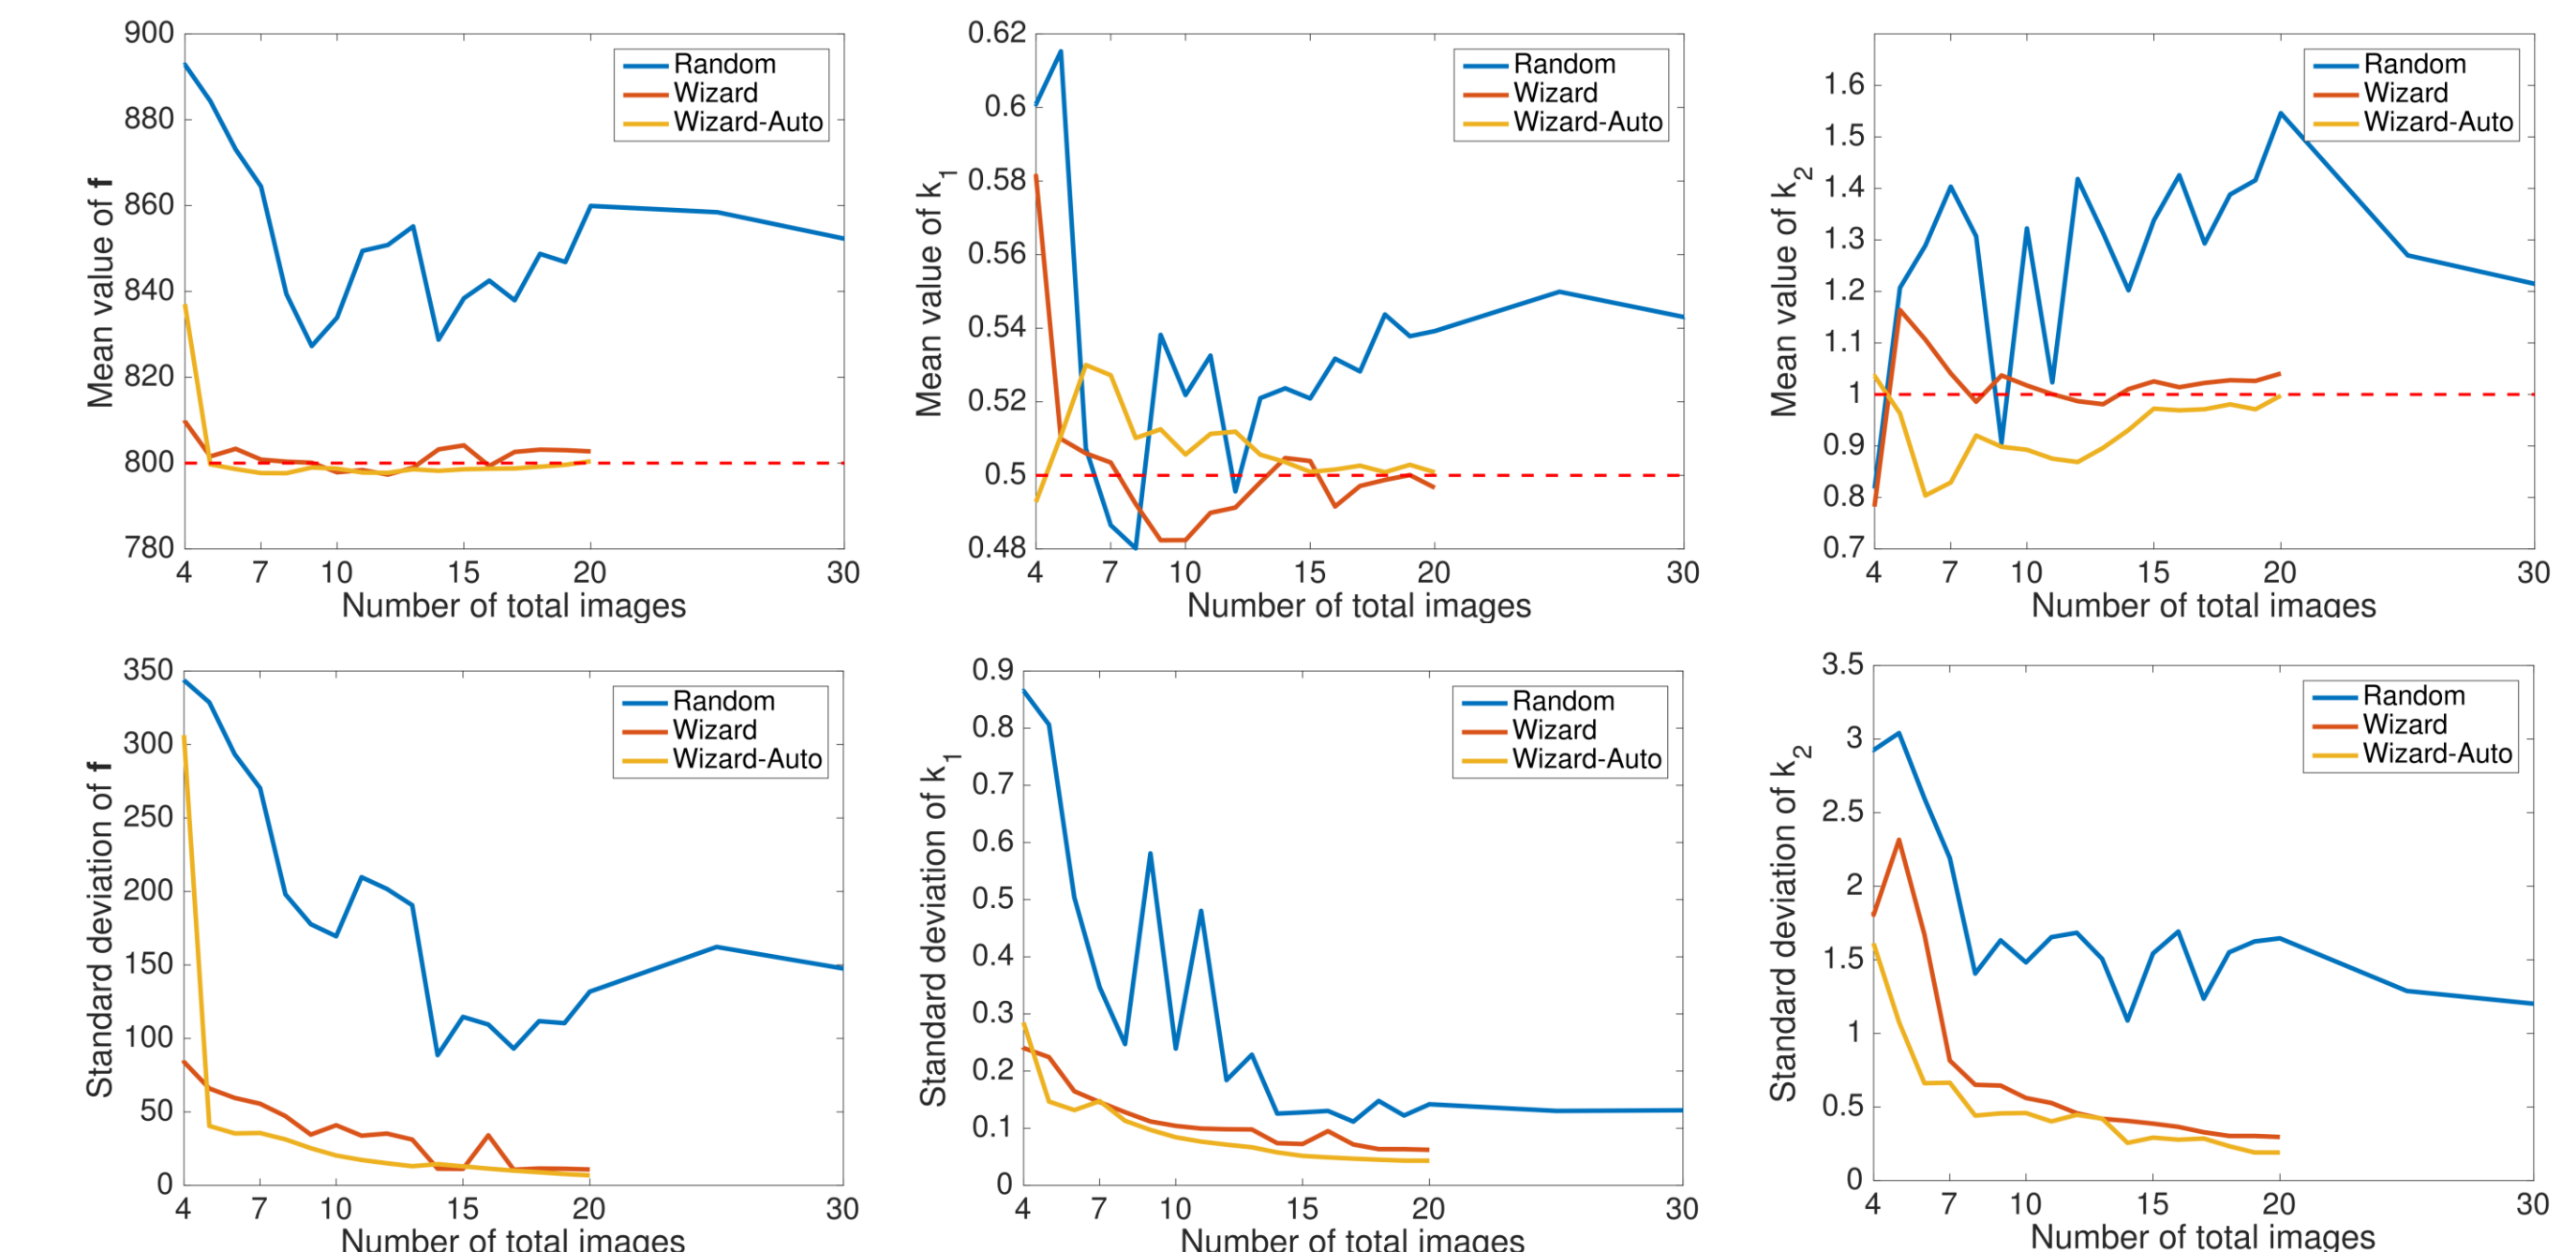 900
880
860
840
820
800
780
Mean value of f
4 7 10 15 20 30
Number of total images
Random
Wizard
Wizard-Auto
0.62
0.6
0.58
0.56
0.54
0.52
0.5
0.48
Mean value of k1
4 7 10 15 20 30
Number of total images
Random
Wizard
Wizard-Auto
1.6
1.5
1.4
1.3
1.2
1.1
1
0.9
0.8
0.7
Mean value of k2
4 7 10 15 20 30
Number of total images
Random
Wizard
Wizard-Auto
350
300
250
200
150
100
50
0
Standard deviation of f
4 7 10 15 20 30
Number of total images
Random
Wizard
Wizard-Auto
0.9
0.8
0.7
0.6
0.5
0.4
0.3
0.2
0.1
0
Standard deviation of k1
4 7 10 15 20 30
Number of total images
Random
Wizard
Wizard-Auto
3.5
3
2.5
2
1.5
1
0.5
0
Standard deviation of k2
4 7 10 15 20 30
Number of total images
Random
Wizard
Wizard-Auto